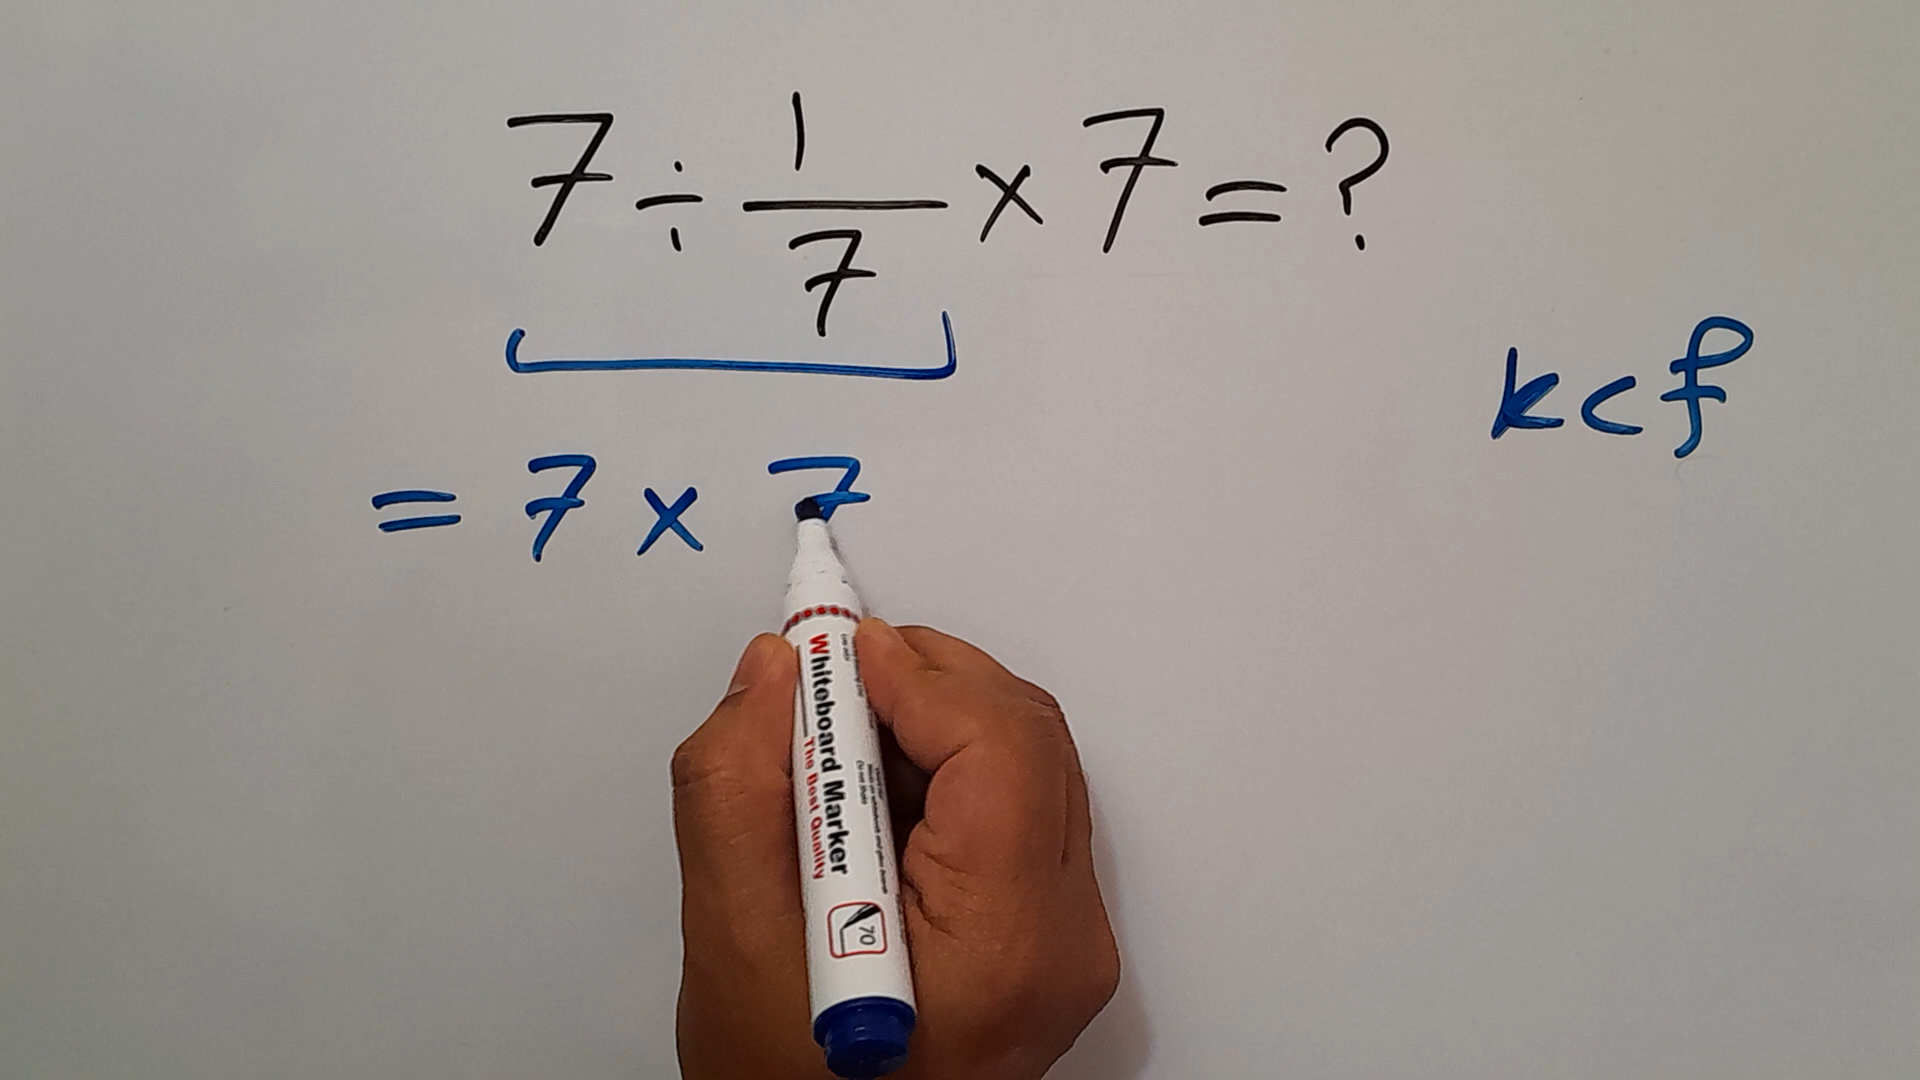 7 ÷ 1/7 × 7 = ?
kcf
= 7 × 7
Whiteboard Marker
The Best Quality
70